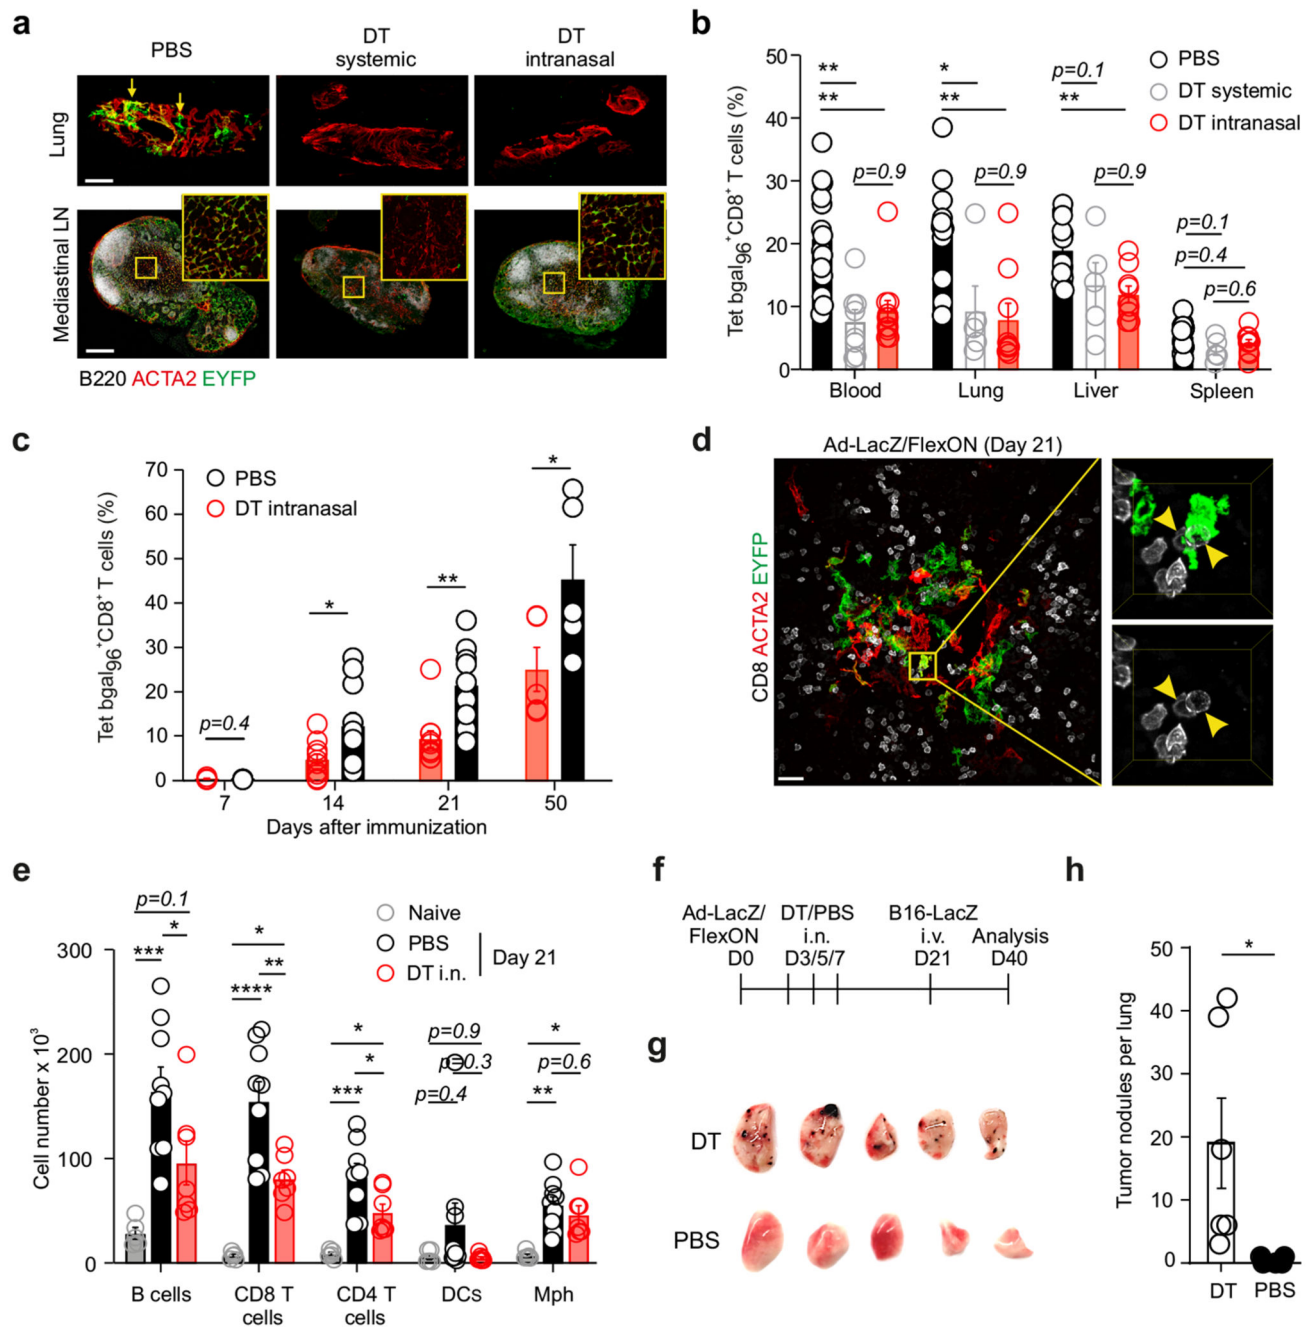 a
PBS
DT
systemic
DT
intranasal
Lung
Mediastinal LN
B220 ACTA2 EYFP
b
Tet bgal96+CD8+ T cells (%)
50
40
30
20
10
0
**
**
*
**
p=0.1
**
p=0.9
p=0.9
p=0.9
p=0.1
p=0.4
p=0.6
PBS
DT systemic
DT intranasal
Blood
Lung
Liver
Spleen
c
Tet bgal96+CD8+ T cells (%)
70
60
50
40
30
20
10
0
PBS
DT intranasal
p=0.4
*
**
*
7
14
21
50
Days after immunization
d
Ad-LacZ/FlexON (Day 21)
CD8 ACTA2 EYFP
e
Cell number x 10³
300
200
100
0
p=0.1
*
***
*
**
****
*
*
***
p=0.9
p=0.3
p=0.4
*
p=0.6
**
Naive
PBS
DT i.n.
Day 21
B cells
CD8 T
cells
CD4 T
cells
DCs
Mph
f
Ad-LacZ/
FlexON
D0
DT/PBS
i.n.
D3/5/7
B16-LacZ
i.v.
D21
Analysis
D40
g
DT
PBS
h
Tumor nodules per lung
50
40
30
20
10
0
*
DT
PBS